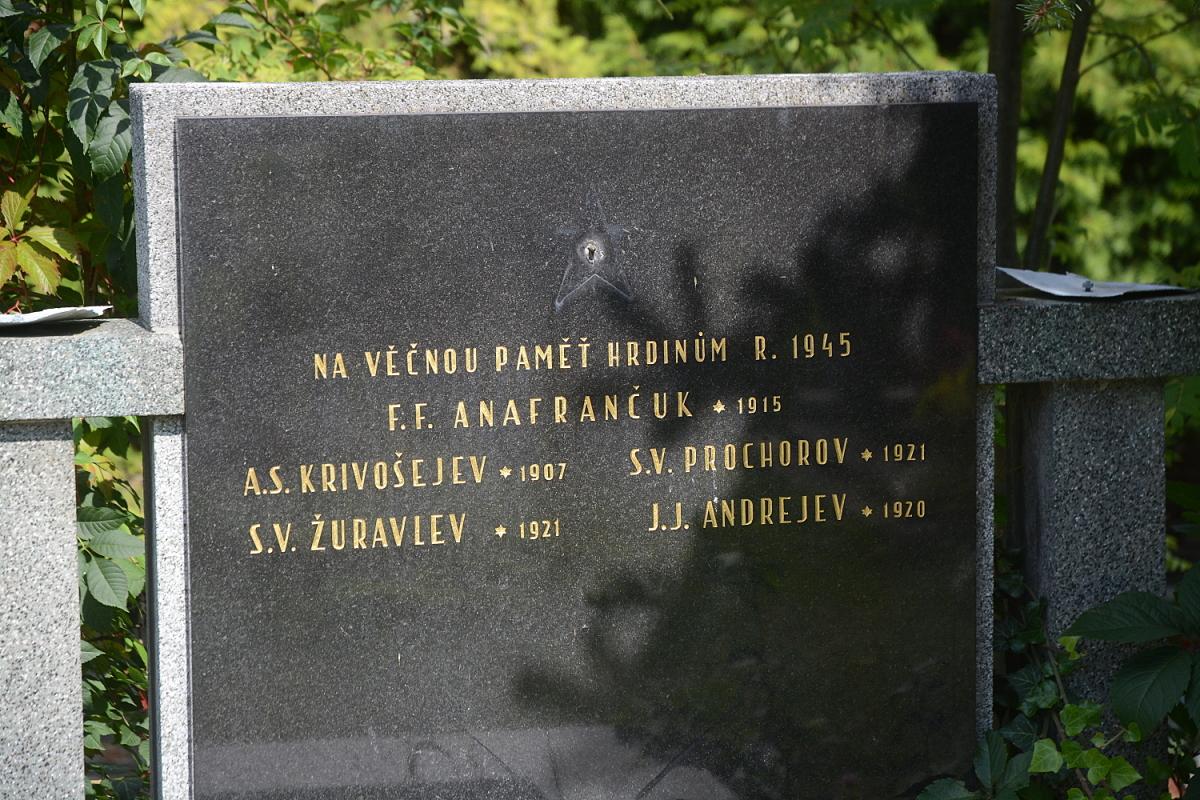 NA VĚČNOU PAMĚŤ HRDINŮM R. 1945
F.F. ANAFRANČUK * 1915
A.S. KRIVOŠEJEV * 1907
S.V. PROCHOROV * 1921
S.V. ŽURAVLEV * 1921
J.J. ANDREJEV * 1920